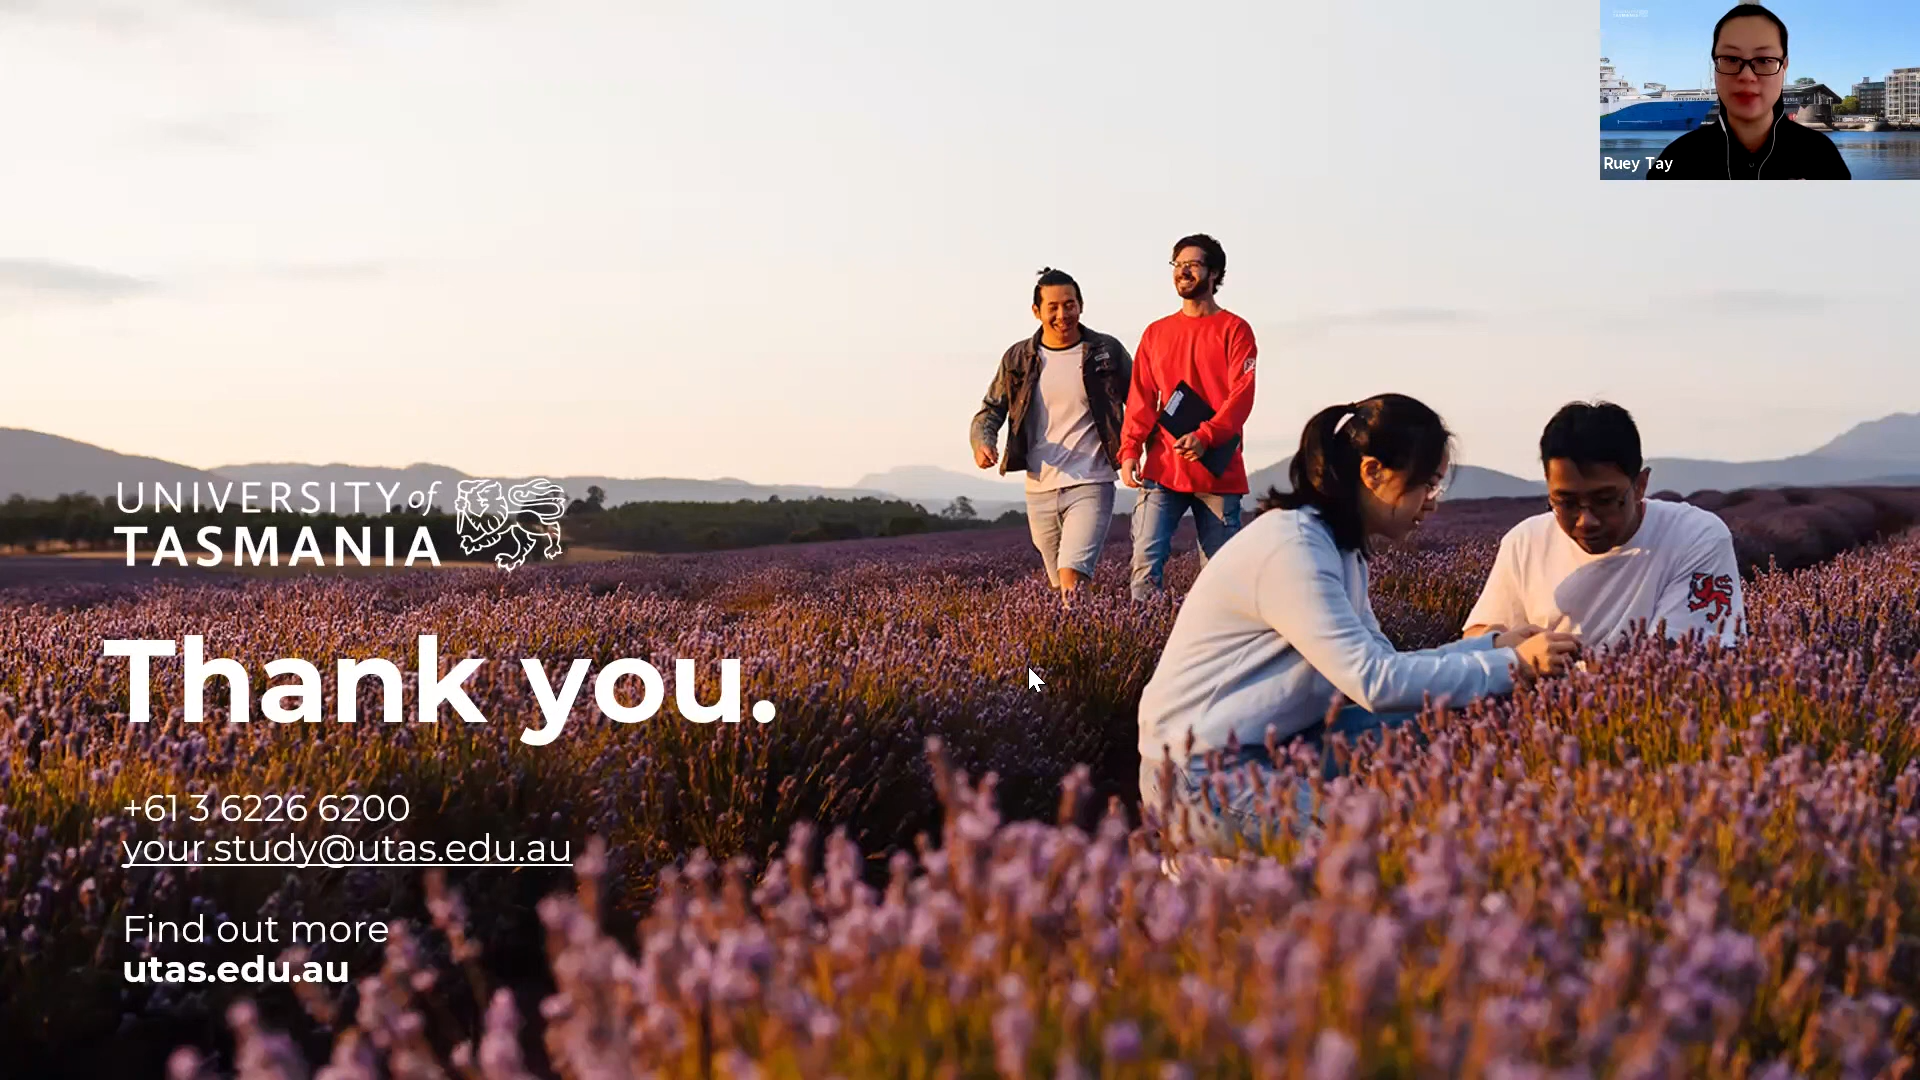 UNIVERSITY of
TASMANIA
Thank you.
+61 3 6226 6200
your.study@utas.edu.au
Find out more
utas.edu.au
Ruey Tay